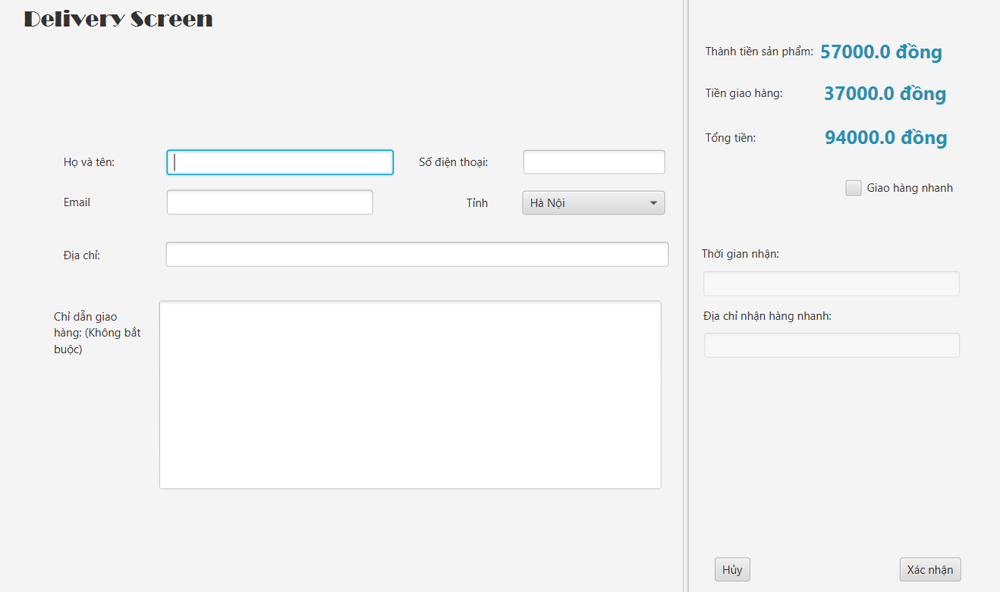 Delivery Screen
Họ và tên:
Số điện thoại:
Email
Tỉnh
Hà Nội
Địa chỉ:
Chỉ dẫn giao
hàng: (Không bắt
buộc)
Thành tiền sản phẩm: 57000.0 đồng
Tiền giao hàng: 37000.0 đồng
Tổng tiền: 94000.0 đồng
Giao hàng nhanh
Thời gian nhận:
Địa chỉ nhận hàng nhanh:
Hủy
Xác nhận